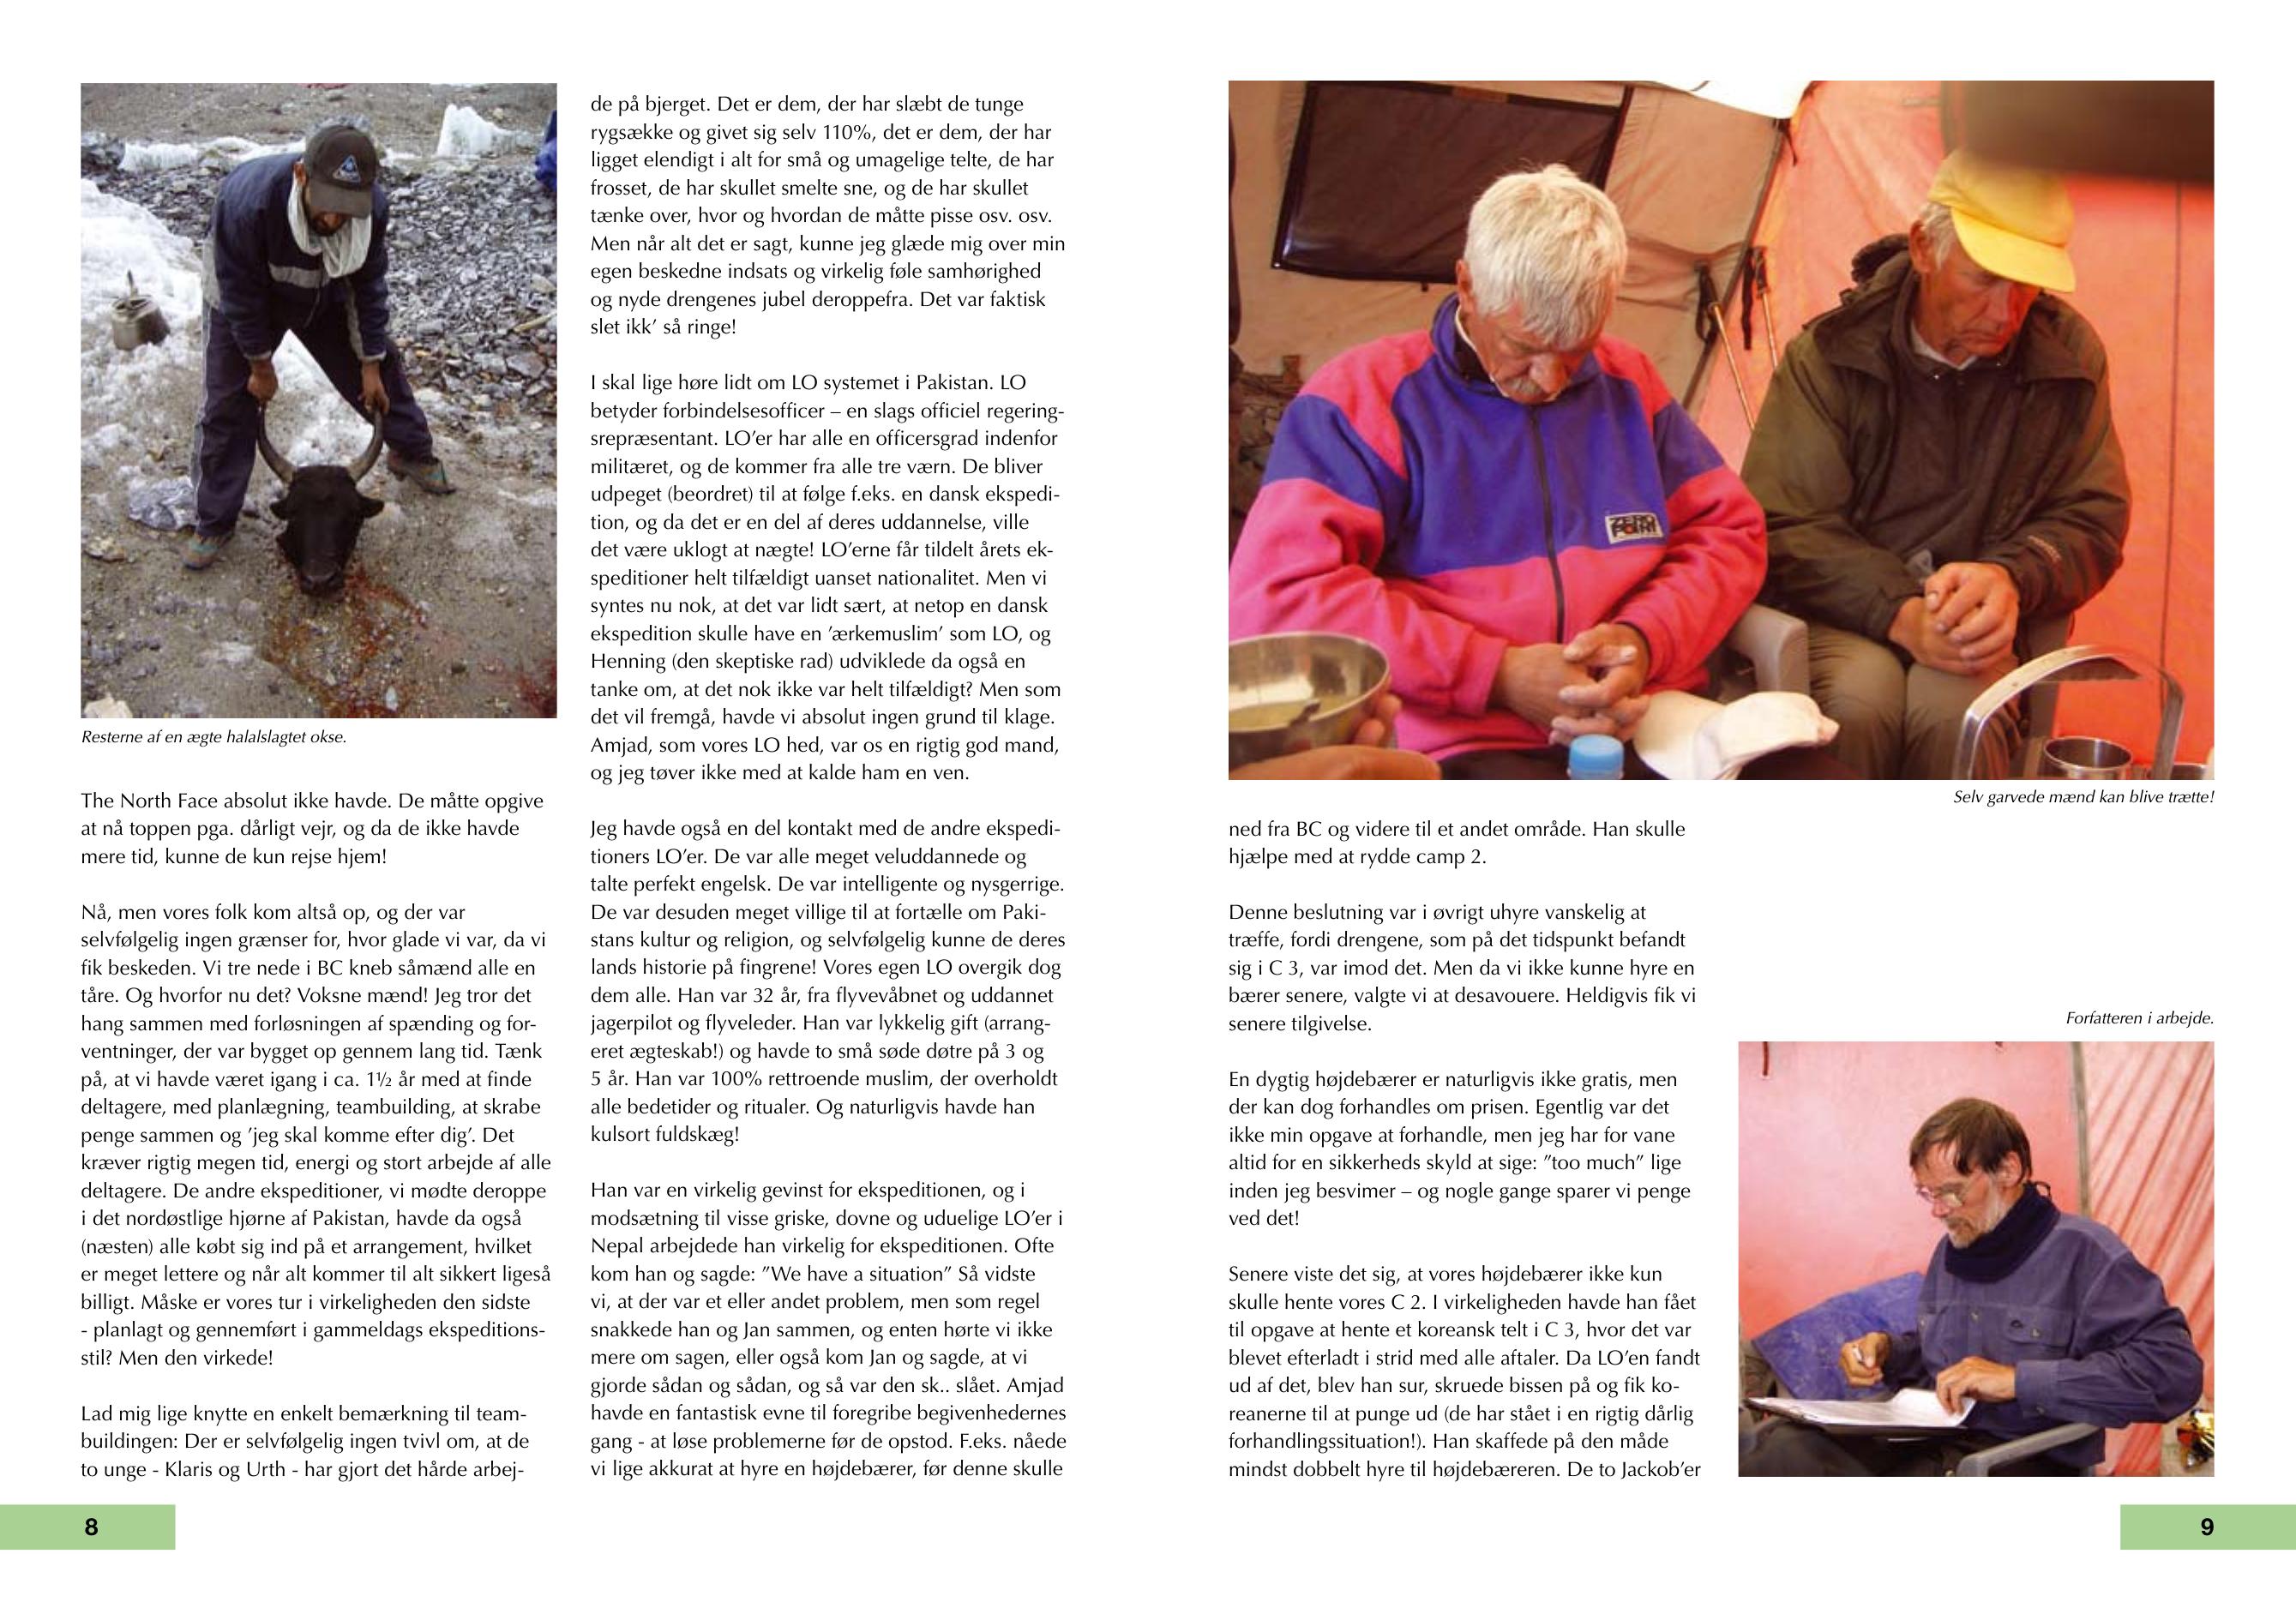 Resterne af en ægte halalslagtet okse.
The North Face absolut ikke havde. De måtte opgive
at nå toppen pga. dårligt vejr, og da de ikke havde
mere tid, kunne de kun rejse hjem!
Nå, men vores folk kom altså op, og der var
selvfølgelig ingen grænser for, hvor glade vi var, da vi
fik beskeden. Vi tre nede i BC kneb såmænd alle en
tåre. Og hvorfor nu det? Voksne mænd! Jeg tror det
hang sammen med forløsningen af spænding og for-
ventninger, der var bygget op gennem lang tid. Tænk
på, at vi havde været igang i ca. 1½ år med at finde
deltagere, med planlægning, teambuilding, at skrabe
penge sammen og ’jeg skal komme efter dig’. Det
kræver rigtig megen tid, energi og stort arbejde af alle
deltagere. De andre ekspeditioner, vi mødte deroppe
i det nordøstlige hjørne af Pakistan, havde da også
(næsten) alle købt sig ind på et arrangement, hvilket
er meget lettere og når alt kommer til alt sikkert ligeså
billigt. Måske er vores tur i virkeligheden den sidste
- planlagt og gennemført i gammeldags ekspeditions-
stil? Men den virkede!
Lad mig lige knytte en enkelt bemærkning til team-
buildingen: Der er selvfølgelig ingen tvivl om, at de
to unge - Klaris og Urth - har gjort det hårde arbej-
de på bjerget. Det er dem, der har slæbt de tunge
rygsække og givet sig selv 110%, det er dem, der har
ligget elendigt i alt for små og umagelige telte, de har
frosset, de har skullet smelte sne, og de har skullet
tænke over, hvor og hvordan de måtte pisse osv. osv.
Men når alt det er sagt, kunne jeg glæde mig over min
egen beskedne indsats og virkelig føle samhørighed
og nyde drengenes jubel deroppefra. Det var faktisk
slet ikk’ så ringe!
I skal lige høre lidt om LO systemet i Pakistan. LO
betyder forbindelsesofficer – en slags officiel regering-
srepræsentant. LO’er har alle en officersgrad indenfor
militæret, og de kommer fra alle tre værn. De bliver
udpeget (beordret) til at følge f.eks. en dansk ekspedi-
tion, og da det er en del af deres uddannelse, ville
det være uklogt at nægte! LO’erne får tildelt årets ek-
speditioner helt tilfældigt uanset nationalitet. Men vi
syntes nu nok, at det var lidt sært, at netop en dansk
ekspedition skulle have en ’ærkemuslim’ som LO, og
Henning (den skeptiske rad) udviklede da også en
tanke om, at det nok ikke var helt tilfældigt? Men som
det vil fremgå, havde vi absolut ingen grund til klage.
Amjad, som vores LO hed, var os en rigtig god mand,
og jeg tøver ikke med at kalde ham en ven.
Jeg havde også en del kontakt med de andre ekspedi-
tioners LO’er. De var alle meget veluddannede og
talte perfekt engelsk. De var intelligente og nysgerrige.
De var desuden meget villige til at fortælle om Paki-
stans kultur og religion, og selvfølgelig kunne de deres
lands historie på fingrene! Vores egen LO overgik dog
dem alle. Han var 32 år, fra flyvevåbnet og uddannet
jagerpilot og flyveleder. Han var lykkelig gift (arrang-
eret ægteskab!) og havde to små søde døtre på 3 og
5 år. Han var 100% rettroende muslim, der overholdt
alle bedetider og ritualer. Og naturligvis havde han
kulsort fuldskæg!
Han var en virkelig gevinst for ekspeditionen, og i
modsætning til visse griske, dovne og uduelige LO’er i
Nepal arbejdede han virkelig for ekspeditionen. Ofte
kom han og sagde: ”We have a situation” Så vidste
vi, at der var et eller andet problem, men som regel
snakkede han og Jan sammen, og enten hørte vi ikke
mere om sagen, eller også kom Jan og sagde, at vi
gjorde sådan og sådan, og så var den sk.. slået. Amjad
havde en fantastisk evne til foregribe begivenhedernes
gang - at løse problemerne før de opstod. F.eks. nåede
vi lige akkurat at hyre en højdebærer, før denne skulle
8
ZERO
POINT
Selv garvede mænd kan blive trætte!
ned fra BC og videre til et andet område. Han skulle
hjælpe med at rydde camp 2.
Denne beslutning var i øvrigt uhyre vanskelig at
træffe, fordi drengene, som på det tidspunkt befandt
sig i C 3, var imod det. Men da vi ikke kunne hyre en
bærer senere, valgte vi at desavouere. Heldigvis fik vi
senere tilgivelse.
En dygtig højdebærer er naturligvis ikke gratis, men
der kan dog forhandles om prisen. Egentlig var det
ikke min opgave at forhandle, men jeg har for vane
altid for en sikkerheds skyld at sige: ”too much” lige
inden jeg besvimer – og nogle gange sparer vi penge
ved det!
Senere viste det sig, at vores højdebærer ikke kun
skulle hente vores C 2. I virkeligheden havde han fået
til opgave at hente et koreansk telt i C 3, hvor det var
blevet efterladt i strid med alle aftaler. Da LO’en fandt
ud af det, blev han sur, skruede bissen på og fik ko-
reanerne til at punge ud (de har stået i en rigtig dårlig
forhandlingssituation!). Han skaffede på den måde
mindst dobbelt hyre til højdebæreren. De to Jackob’er
Forfatteren i arbejde.
9